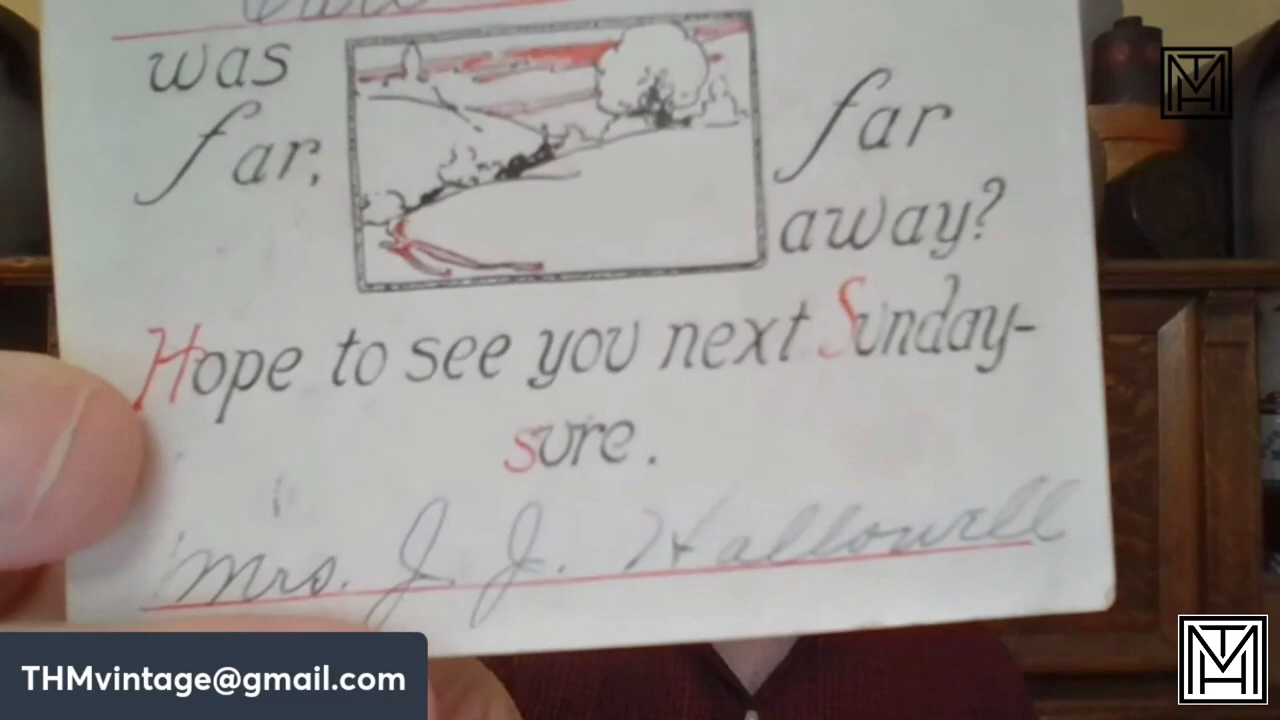 was
far,
far
away?
Hope to see you next Sunday-
sure.
Mrs. J. J. Hallowell
THMvintage@gmail.com